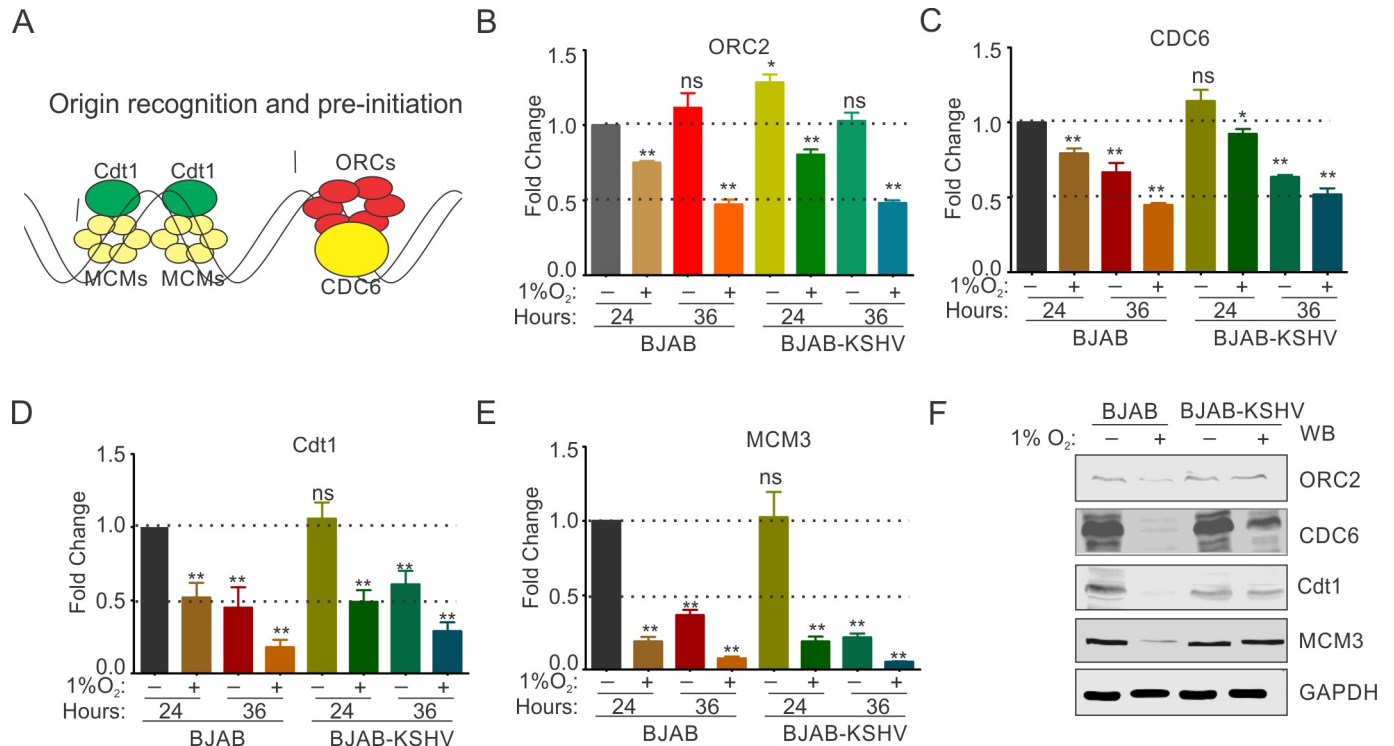 A
Origin recognition and pre-initiation
Cdt1 Cdt1
ORCs
MCMs MCMs
CDC6
B
ORC2
Fold Change
1.5
1.0
0.5
0.0
ns
*
ns
** ** ** **
1%O₂: − + − + − + − +
Hours: 24 36 24 36
BJAB BJAB-KSHV
C
CDC6
Fold Change
1.5
1.0
0.5
0.0
** ** ** ns * ** **
1%O₂: − + − + − + − +
Hours: 24 36 24 36
BJAB BJAB-KSHV
D
Cdt1
Fold Change
1.5
1.0
0.5
0.0
** ** ** ns ** ** **
1%O₂: − + − + − + − +
Hours: 24 36 24 36
BJAB BJAB-KSHV
E
MCM3
Fold Change
1.5
1.0
0.5
0.0
** ** ** ns ** ** **
1%O₂: − + − + − + − +
Hours: 24 36 24 36
BJAB BJAB-KSHV
F
BJAB BJAB-KSHV
1% O₂: − + − + WB
ORC2
CDC6
Cdt1
MCM3
GAPDH